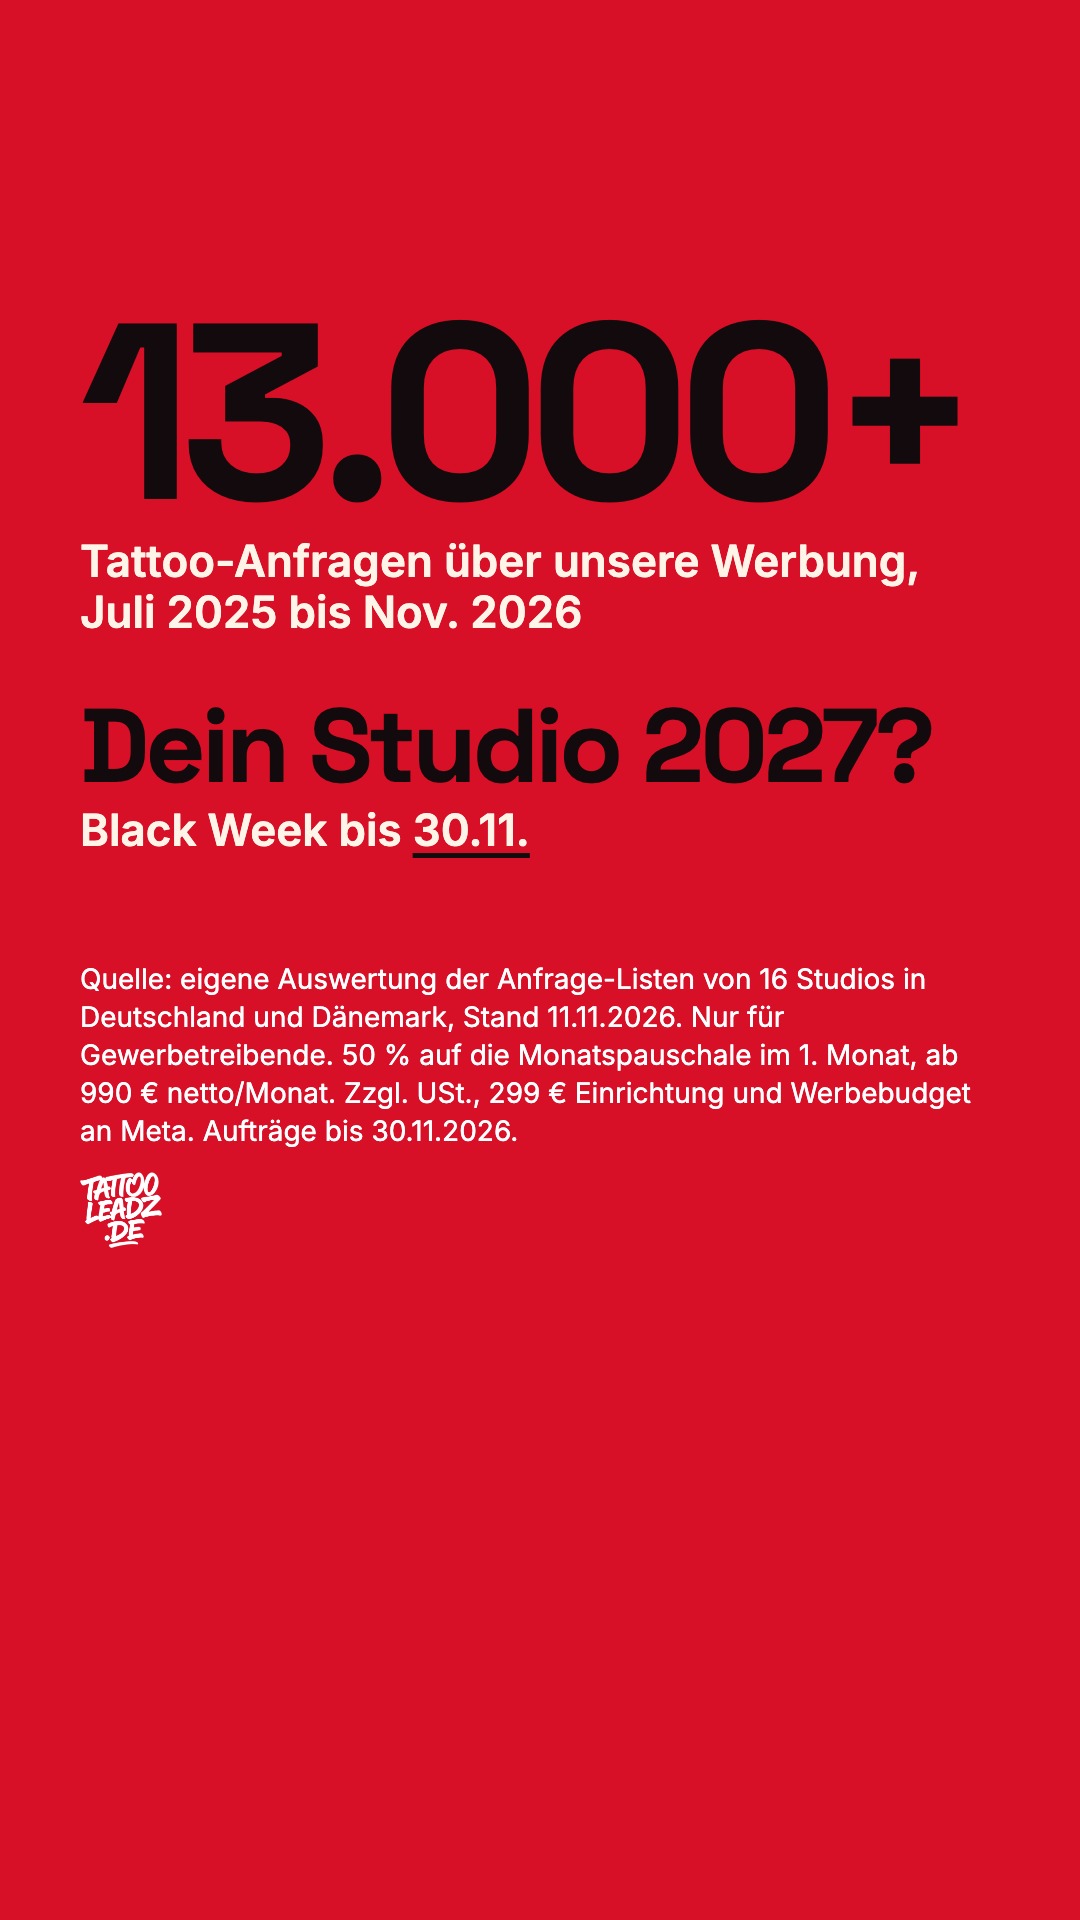 13.000+
Tattoo-Anfragen über unsere Werbung,
Juli 2025 bis Nov. 2026
Dein Studio 2027?
Black Week bis 30.11.
Quelle: eigene Auswertung der Anfrage-Listen von 16 Studios in
Deutschland und Dänemark, Stand 11.11.2026. Nur für
Gewerbetreibende. 50 % auf die Monatspauschale im 1. Monat, ab
990 € netto/Monat. Zzgl. USt., 299 € Einrichtung und Werbebudget
an Meta. Aufträge bis 30.11.2026.
TATTOO
LEADZ
.DE